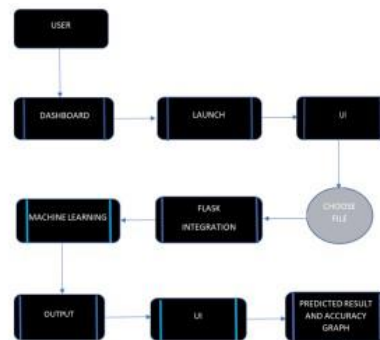 USER
DASHBOARD
LAUNCH
UI
CHOOSE
FILE
FLASK
INTEGRATION
MACHINE LEARNING
OUTPUT
UI
PREDICTED RESULT
AND ACCURACY
GRAPH